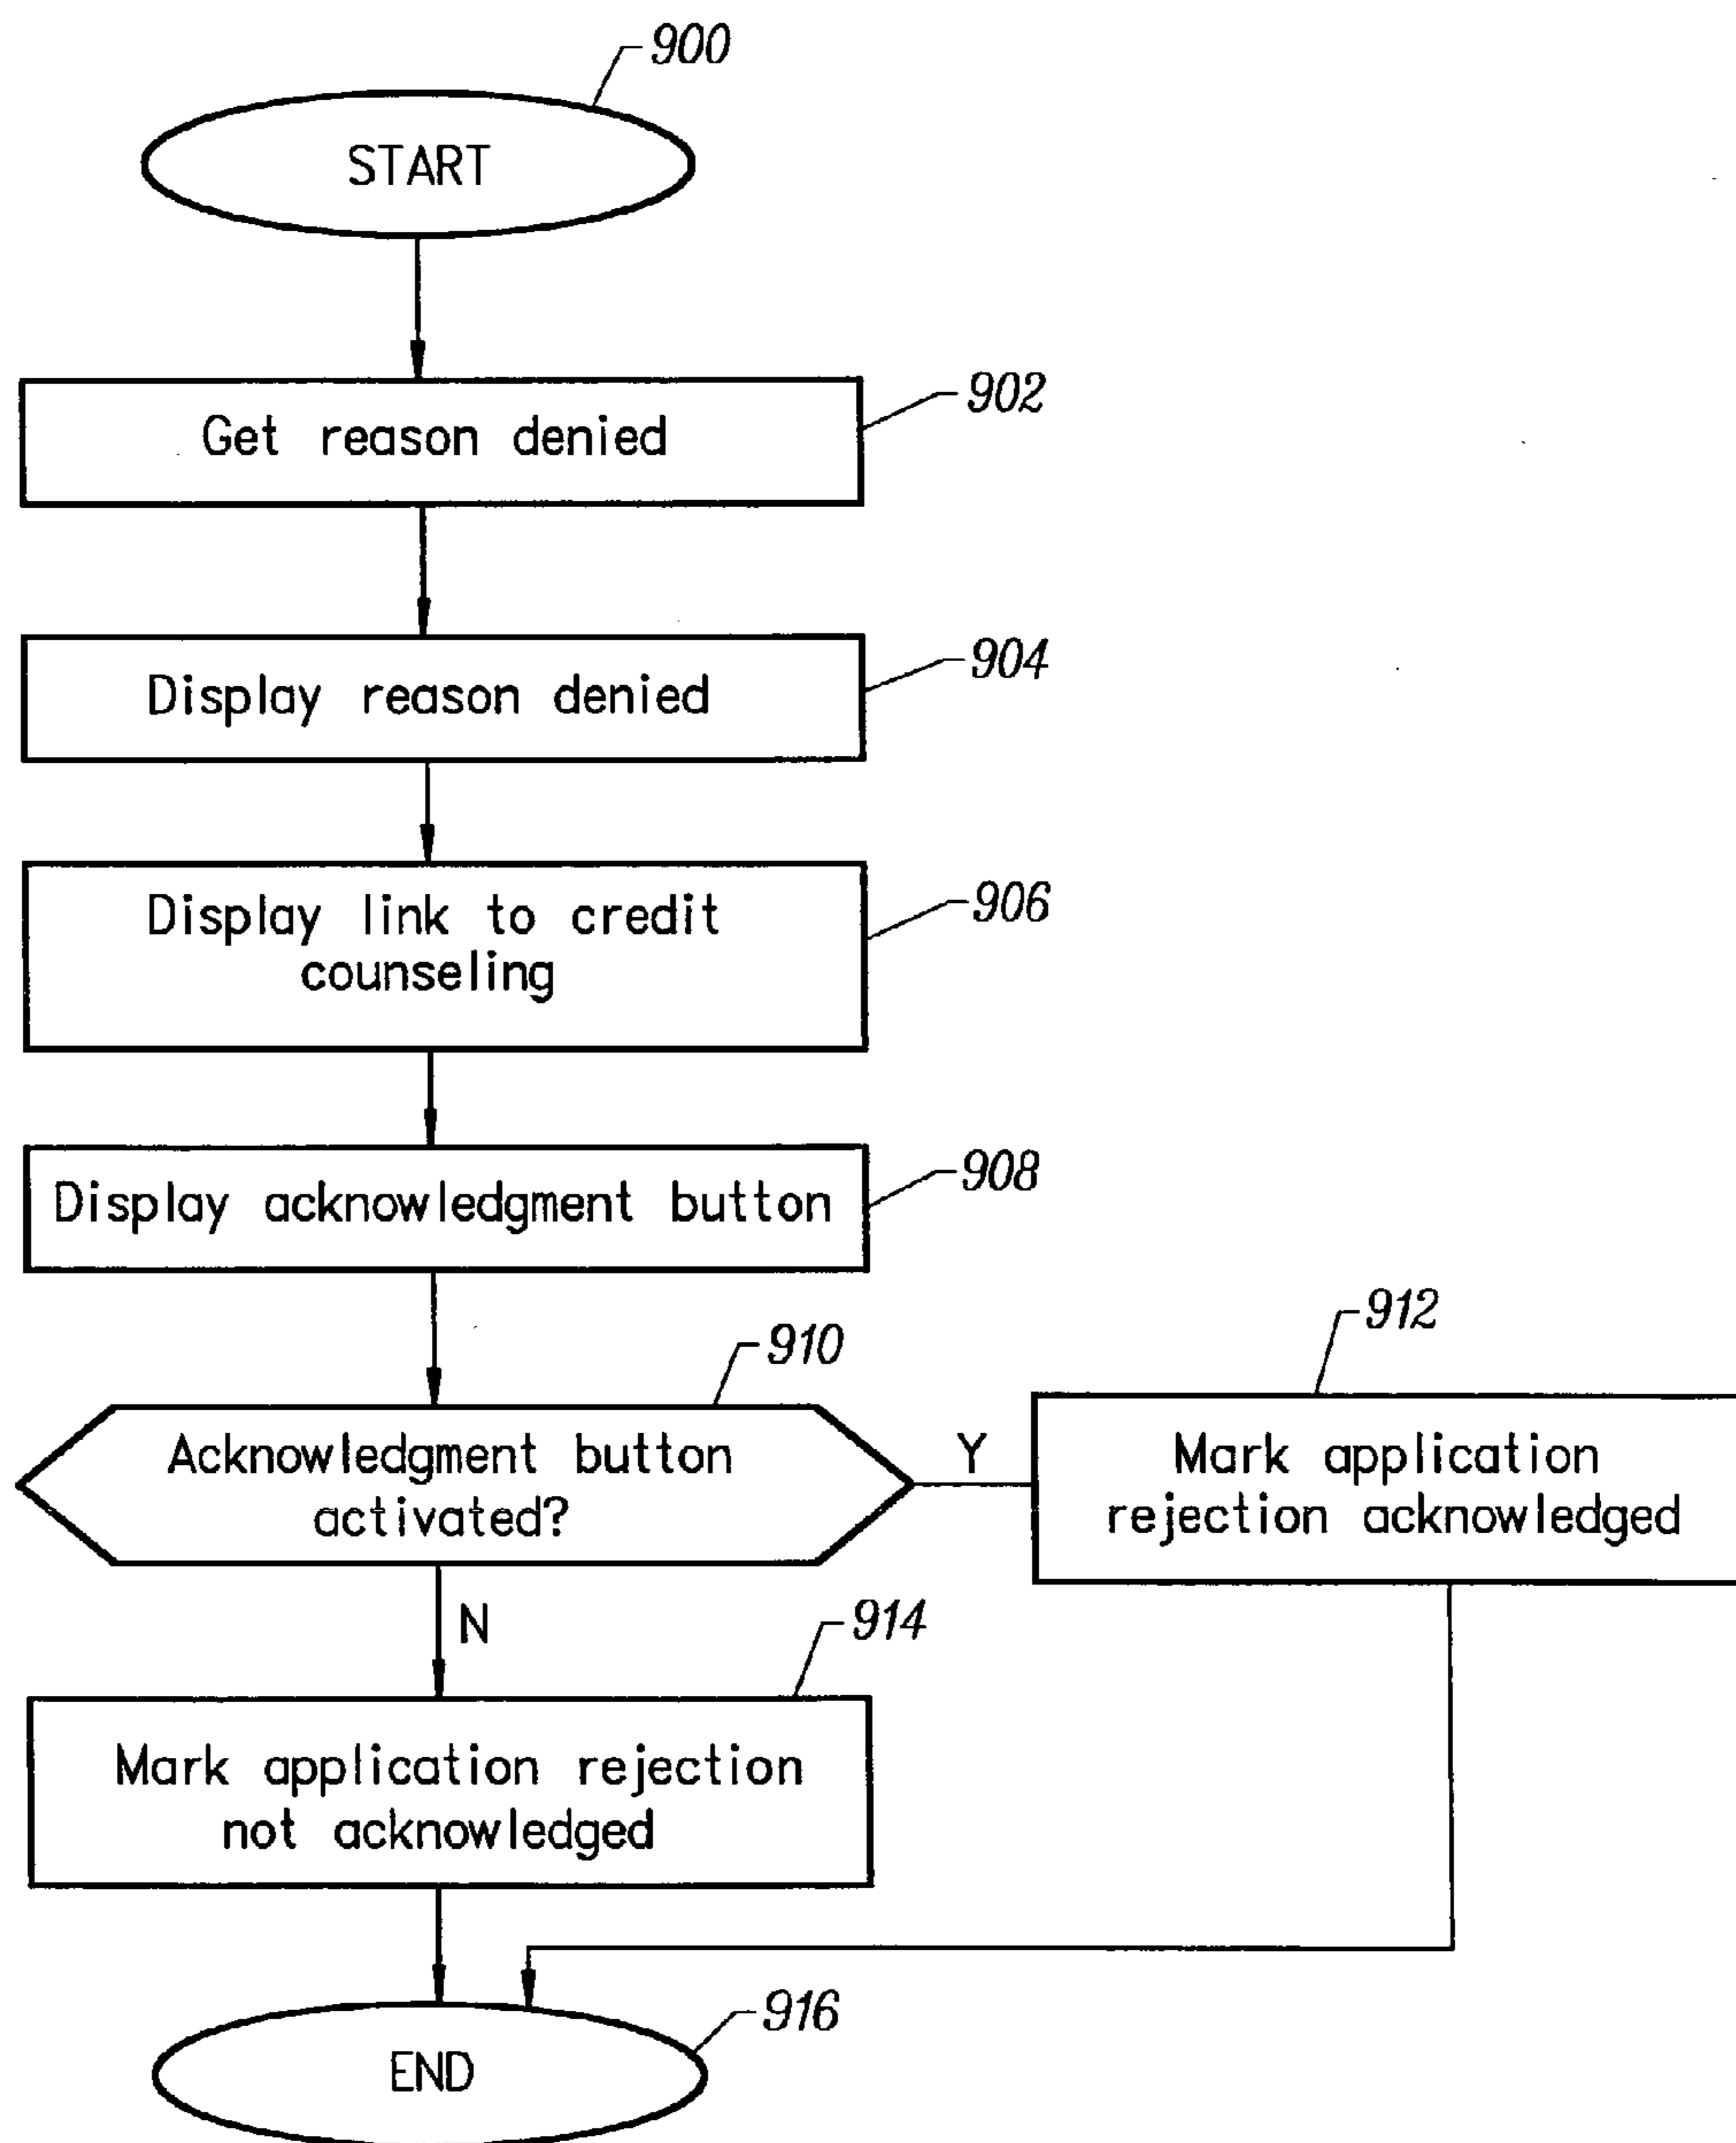 900
START
902
Get reason denied
904
Display reason denied
906
Display link to credit
counseling
908
Display acknowledgment button
910
Acknowledgment button
activated?
Y
912
Mark application
rejection acknowledged
N
914
Mark application rejection
not acknowledged
916
END